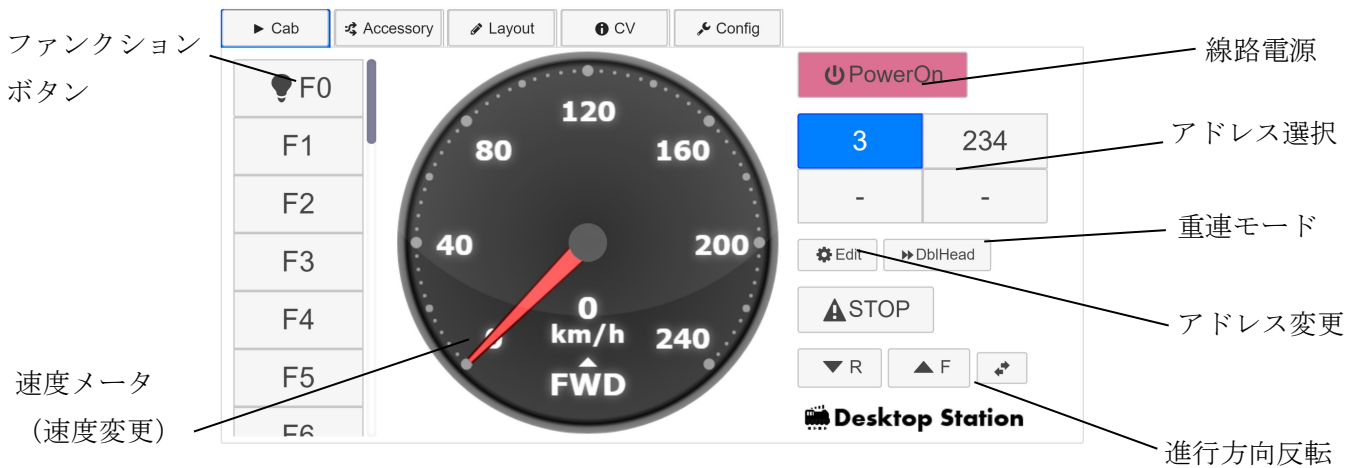 Cab
Accessory
Layout
CV
Config
ファンクション
ボタン
F0
F1
F2
F3
F4
F5
F6
速度メータ
（速度変更）
0
40
80
120
160
200
240
0
km/h
FWD
PowerOn
線路電源
3
234
-
-
アドレス選択
Edit
DblHead
重連モード
アドレス変更
STOP
R
F
進行方向反転
Desktop Station